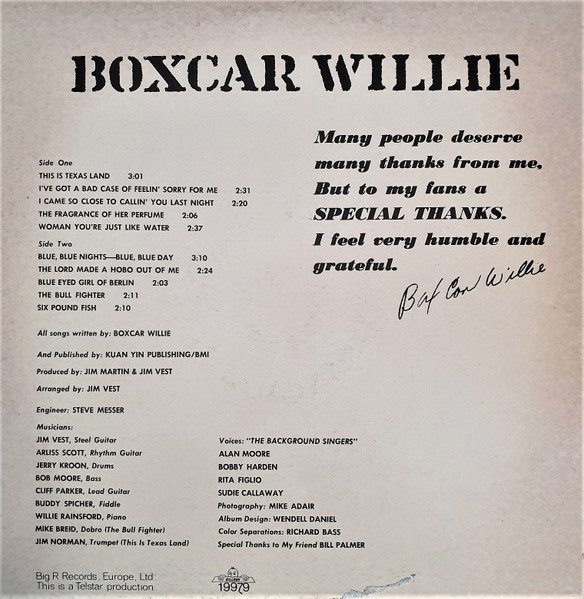 BOXCAR WILLIE
Many people deserve
many thanks from me.
But to my fans a
SPECIAL THANKS.
I feel very humble and
grateful.
Box Car Willie
Side One
THIS IS TEXAS LAND 3:01
I'VE GOT A BAD CASE OF FEELIN' SORRY FOR ME 2:31
I CAME SO CLOSE TO CALLIN' YOU LAST NIGHT 2:20
THE FRAGRANCE OF HER PERFUME 2:06
WOMAN YOU'RE JUST LIKE WATER 2:37
Side Two
BLUE, BLUE NIGHTS—BLUE, BLUE DAY 3:10
THE LORD MADE A HOBO OUT OF ME 2:24
BLUE EYED GIRL OF BERLIN 2:03
THE BULL FIGHTER 2:11
SIX POUND FISH 2:10
All songs written by: BOXCAR WILLIE
And Published by: KUAN YIN PUBLISHING/BMI
Produced by: JIM MARTIN & JIM VEST
Arranged by: JIM VEST
Engineer: STEVE MESSER
Musicians:
JIM VEST, Steel Guitar
ARLISS SCOTT, Rhythm Guitar
JERRY KROON, Drums
BOB MOORE, Bass
CLIFF PARKER, Lead Guitar
BUDDY SPICHER, Fiddle
WILLIE RAINSFORD, Piano
MIKE BREID, Dobro (The Bull Fighter)
JIM NORMAN, Trumpet (This Is Texas Land)
Voices: "THE BACKGROUND SINGERS"
ALAN MOORE
BOBBY HARDEN
RITA FIGLIO
SUDIE CALLAWAY
Photography: MIKE ADAIR
Album Design: WENDELL DANIEL
Color Separations: RICHARD BASS
Special Thanks to My Friend BILL PALMER
Big R Records, Europe, Ltd.
This is a Telstar production.
19979